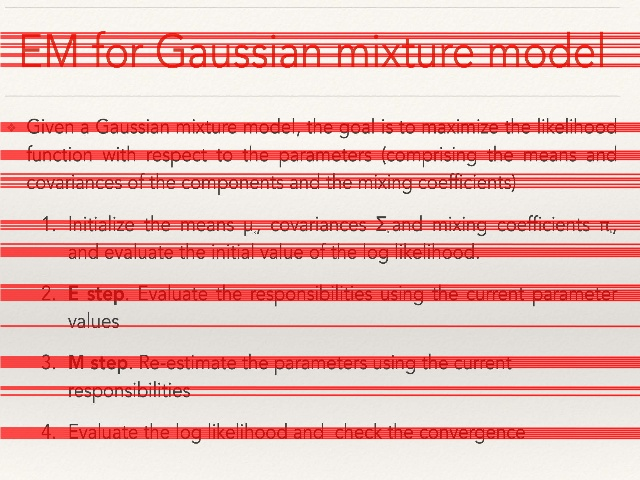 EM for Gaussian mixture model
Given a Gaussian mixture model, the goal is to maximize the likelihood
function with respect to the parameters (comprising the means and
covariances of the components and the mixing coefficients)
1. Initialize the means μₖ, covariances Σ and mixing coefficients π,
and evaluate the initial value of the log likelihood.
2. E step. Evaluate the responsibilities using the current parameter
values
3. M step. Re-estimate the parameters using the current
responsibilities
4. Evaluate the log likelihood and check the convergence